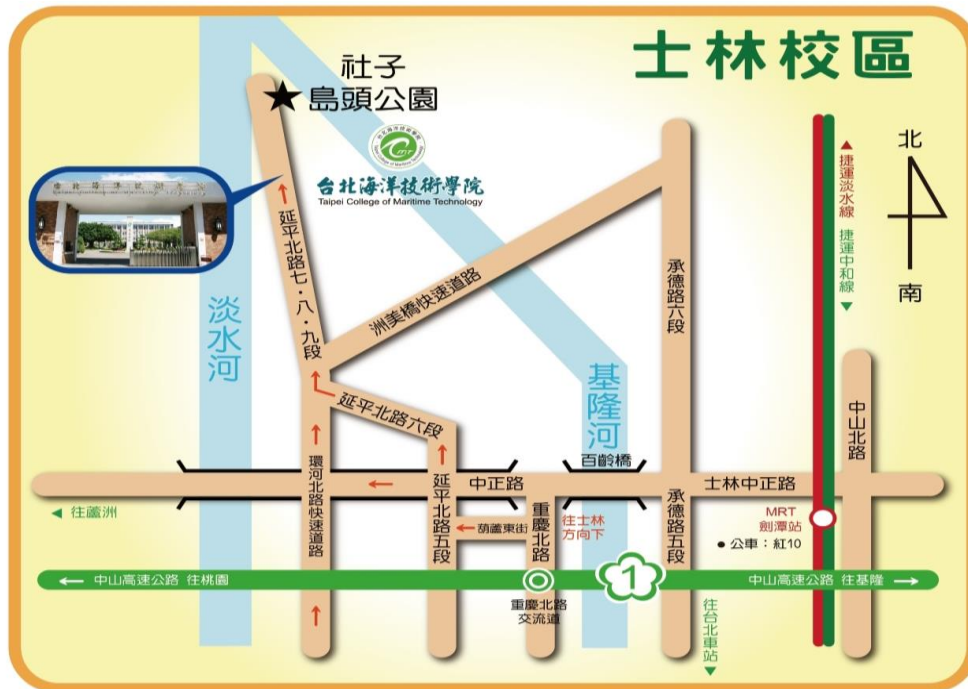 士林校區
社子
島頭公園
台北海洋技術學院
Taipei College of Maritime Technology
北
南
▲捷運淡水線
捷運中和線▼
淡水河
延平北路七・八・九段
洲美橋快速道路
承德路六段
基隆河
中山北路
延平北路六段
百齡橋
環河北路快速道路
中正路
士林中正路
◀ 往蘆洲
延平北路五段
葫蘆東街
重慶北路
往士林
方向下
承德路五段
MRT
劍潭站
● 公車：紅10
← 中山高速公路 往桃園
1
中山高速公路 往基隆 →
重慶北路
交流道
往台北車站▼